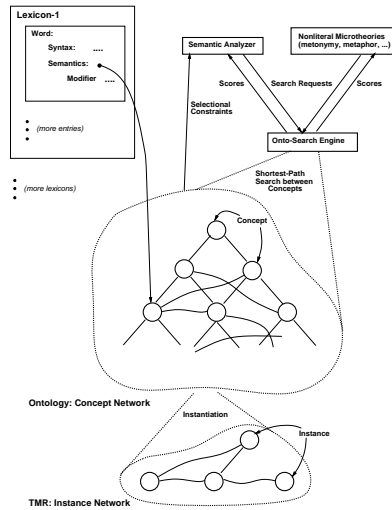 Lexicon-1
Word:
Syntax: ....
Semantics:
Modifier ....
(more entries)
(more lexicons)
Semantic Analyzer
Nonliteral Microtheories
(metonymy, metaphor, ...)
Scores
Search Requests
Scores
Selectional
Constraints
Onto-Search Engine
Shortest-Path
Search between
Concepts
Concept
Ontology: Concept Network
Instantiation
Instance
TMR: Instance Network